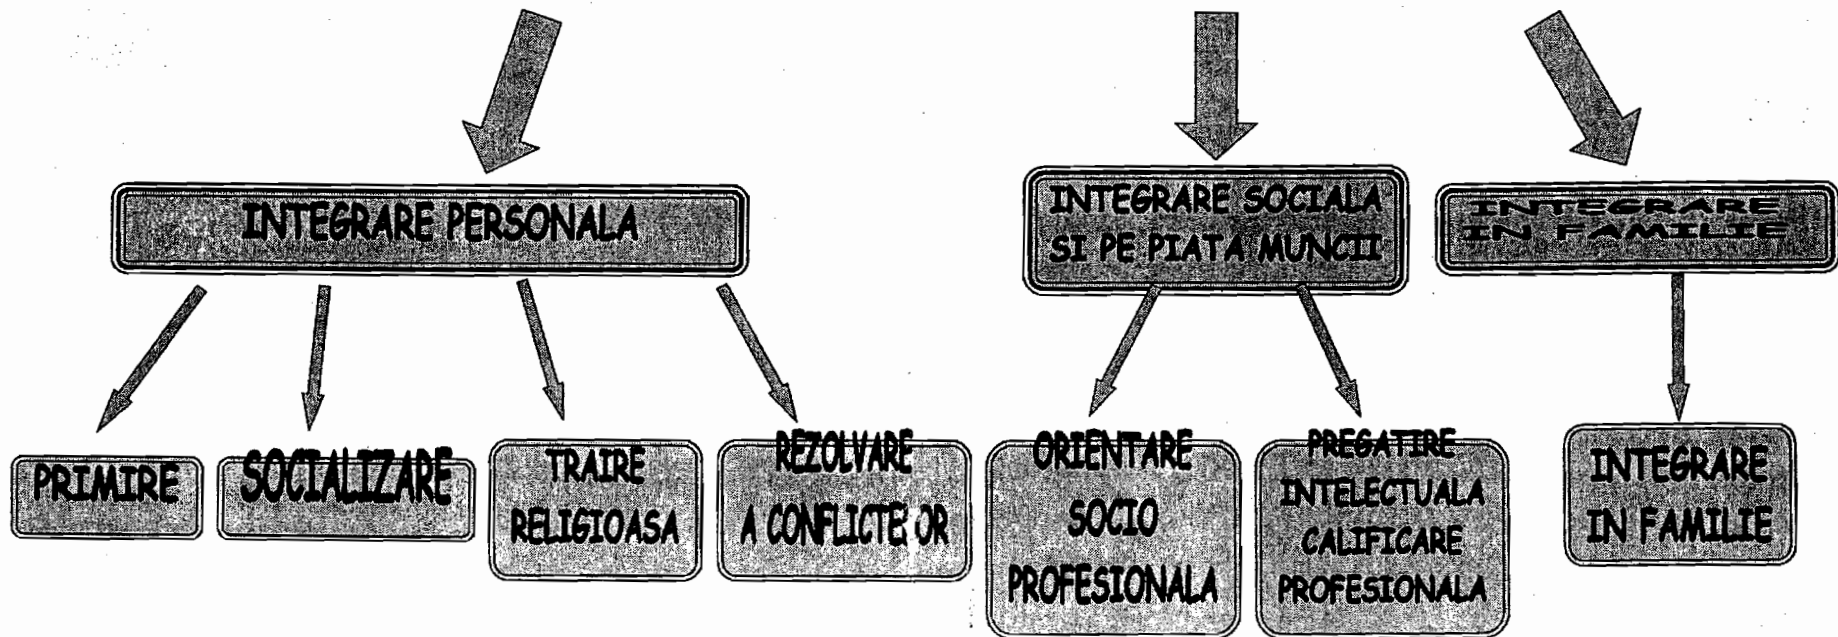 INTEGRARE PERSONALA
INTEGRARE SOCIALA
SI PE PIATA MUNCII
INTEGRARE
IN FAMILIE
PRIMIRE
SOCIALIZARE
TRAIRE
RELIGIOASA
REZOLVARE
A CONFLICTELOR
ORIENTARE
SOCIO
PROFESIONALA
PREGATIRE
INTELECTUALA
CALIFICARE
PROFESIONALA
INTEGRARE
IN FAMILIE